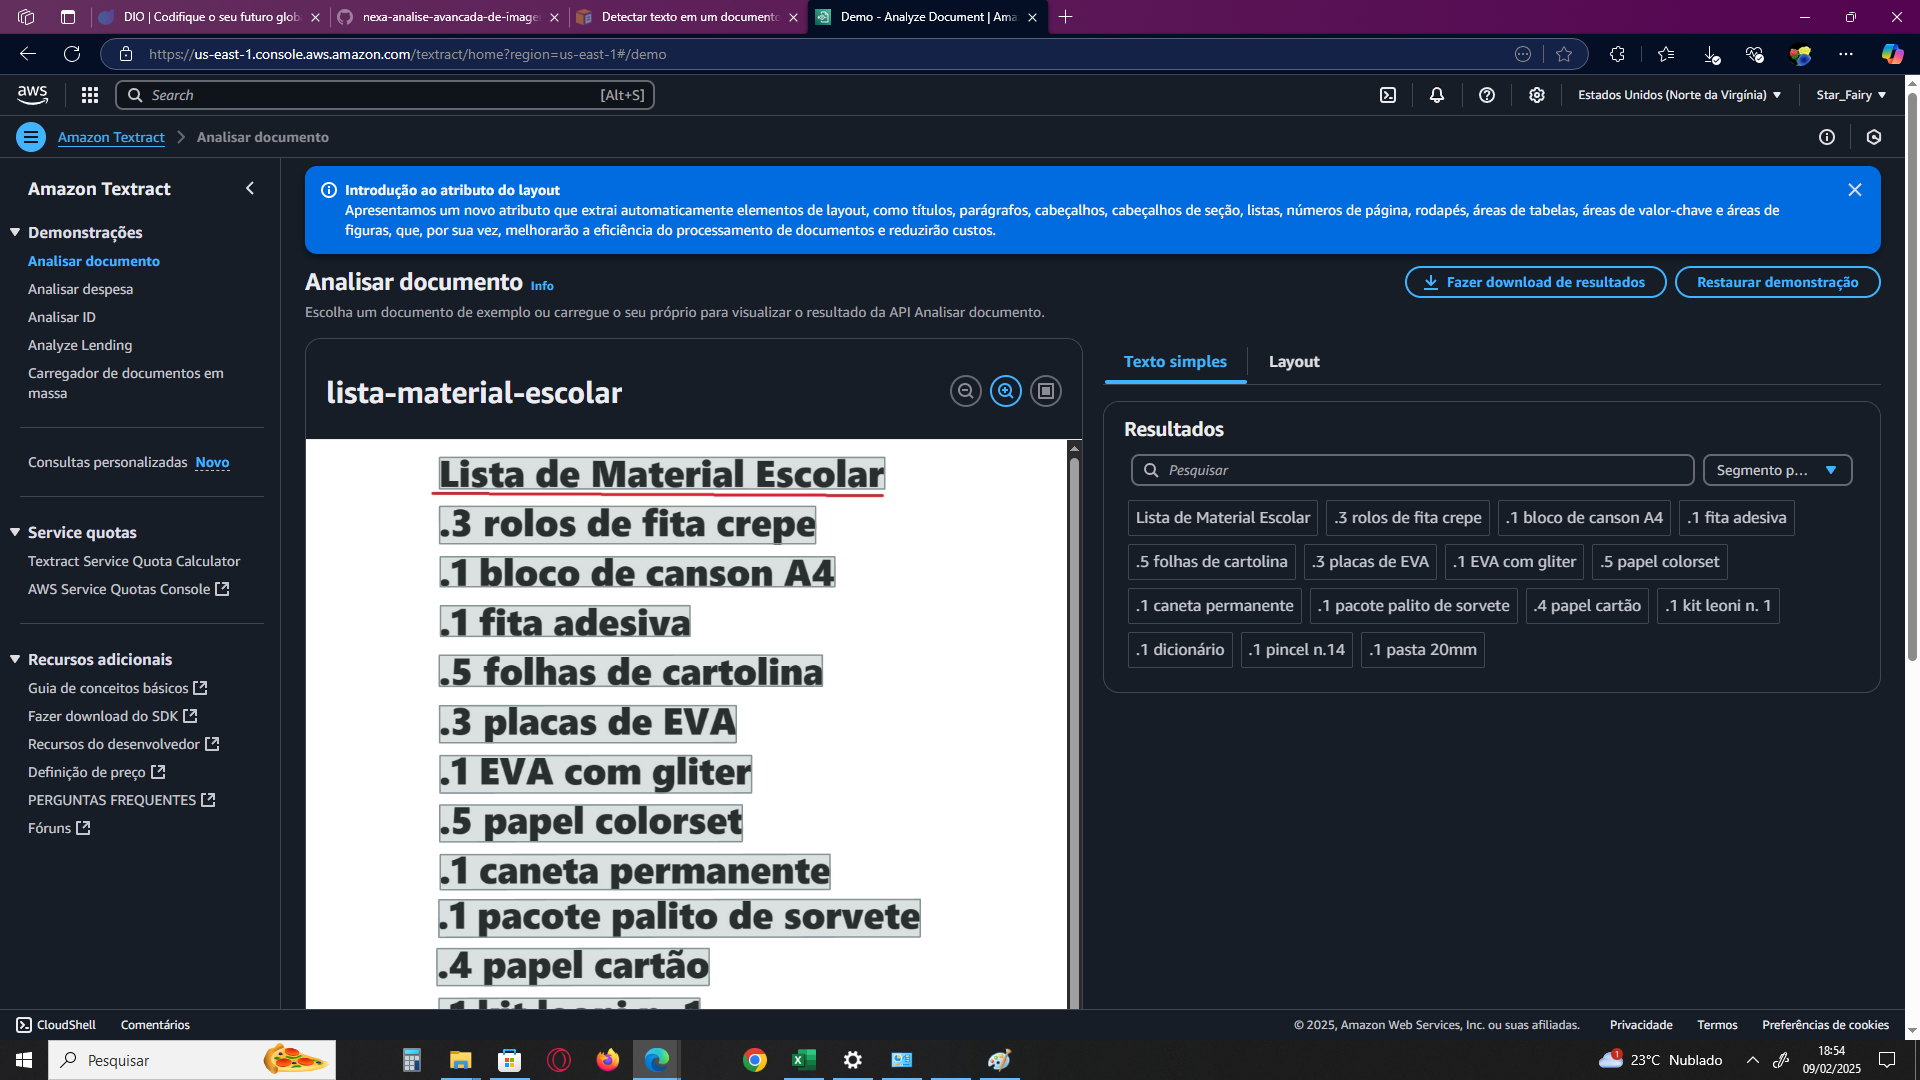 DIO | Codifique o seu futuro glob
nexa-analise-avancada-de-image
Detectar texto em um documento
Demo - Analyze Document | Ama
https://us-east-1.console.aws.amazon.com/textract/home?region=us-east-1#/demo
aws
Search
[Alt+S]
Estados Unidos (Norte da Virgínia)
Star_Fairy
Amazon Textract
Analisar documento
Amazon Textract
Demonstrações
Analisar documento
Analisar despesa
Analisar ID
Analyze Lending
Carregador de documentos em
massa
Consultas personalizadas Novo
Service quotas
Textract Service Quota Calculator
AWS Service Quotas Console
Recursos adicionais
Guia de conceitos básicos
Fazer download do SDK
Recursos do desenvolvedor
Definição de preço
PERGUNTAS FREQUENTES
Fóruns
Introdução ao atributo do layout
Apresentamos um novo atributo que extrai automaticamente elementos de layout, como títulos, parágrafos, cabeçalhos, cabeçalhos de seção, listas, números de página, rodapés, áreas de tabelas, áreas de valor-chave e áreas de
figuras, que, por sua vez, melhorarão a eficiência do processamento de documentos e reduzirão custos.
Analisar documento Info
Fazer download de resultados
Restaurar demonstração
Escolha um documento de exemplo ou carregue o seu próprio para visualizar o resultado da API Analisar documento.
lista-material-escolar
Lista de Material Escolar
.3 rolos de fita crepe
.1 bloco de canson A4
.1 fita adesiva
.5 folhas de cartolina
.3 placas de EVA
.1 EVA com gliter
.5 papel colorset
.1 caneta permanente
.1 pacote palito de sorvete
.4 papel cartão
.1 kit leoni n. 1
Texto simples
Layout
Resultados
Pesquisar
Segmento p...
Lista de Material Escolar
.3 rolos de fita crepe
.1 bloco de canson A4
.1 fita adesiva
.5 folhas de cartolina
.3 placas de EVA
.1 EVA com gliter
.5 papel colorset
.1 caneta permanente
.1 pacote palito de sorvete
.4 papel cartão
.1 kit leoni n. 1
.1 dicionário
.1 pincel n.14
.1 pasta 20mm
CloudShell
Comentários
© 2025, Amazon Web Services, Inc. ou suas afiliadas.
Privacidade
Termos
Preferências de cookies
Pesquisar
1
23°C Nublado
18:54
09/02/2025